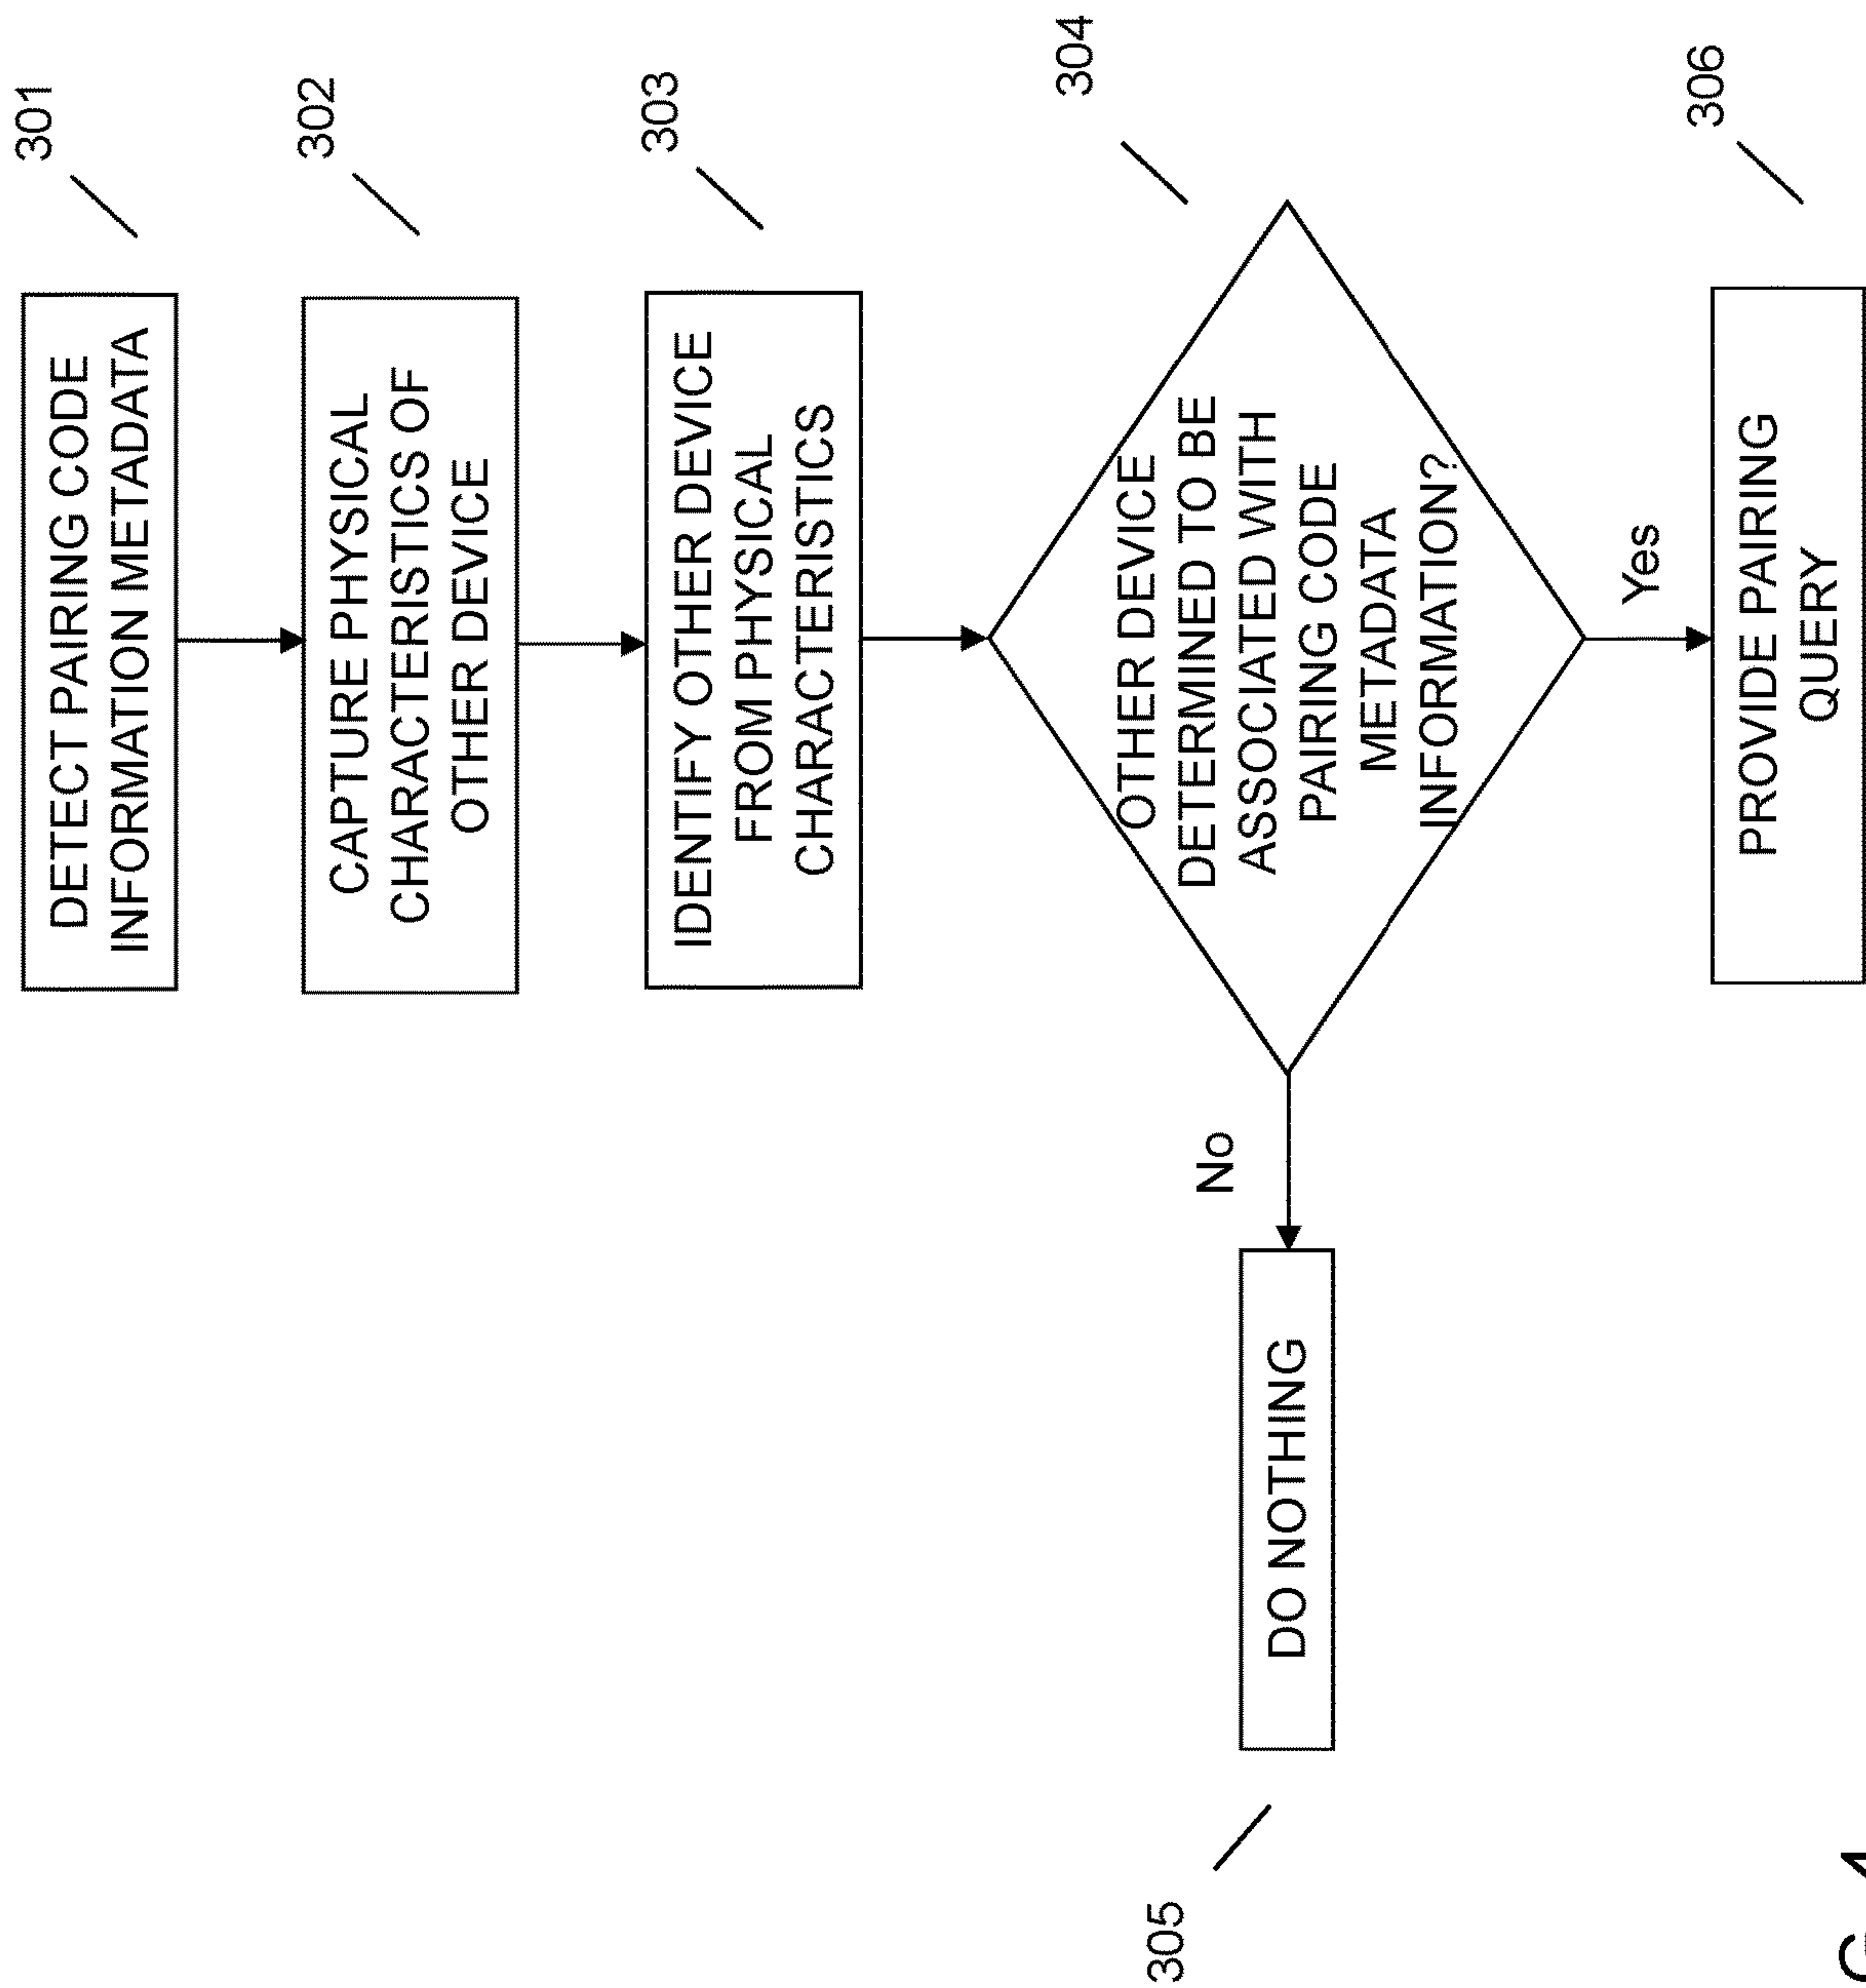 301
DETECT PAIRING CODE
INFORMATION METADATA
302
CAPTURE PHYSICAL
CHARACTERISTICS OF
OTHER DEVICE
303
IDENTIFY OTHER DEVICE
FROM PHYSICAL
CHARACTERISTICS
304
OTHER DEVICE
DETERMINED TO BE
ASSOCIATED WITH
PAIRING CODE
METADATA
INFORMATION?
No
305
DO NOTHING
Yes
306
PROVIDE PAIRING
QUERY